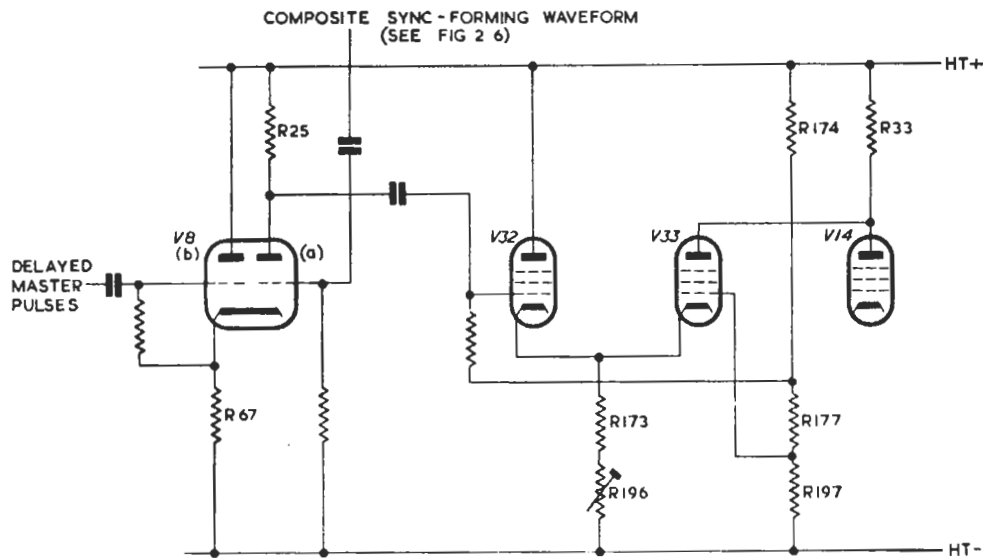 COMPOSITE SYNC-FORMING WAVEFORM
(SEE FIG 2 6)
HT+
R25
R174
R33
V8
(b)
(a)
V32
V33
V14
DELAYED
MASTER
PULSES
R67
R173
R177
R196
R197
HT-